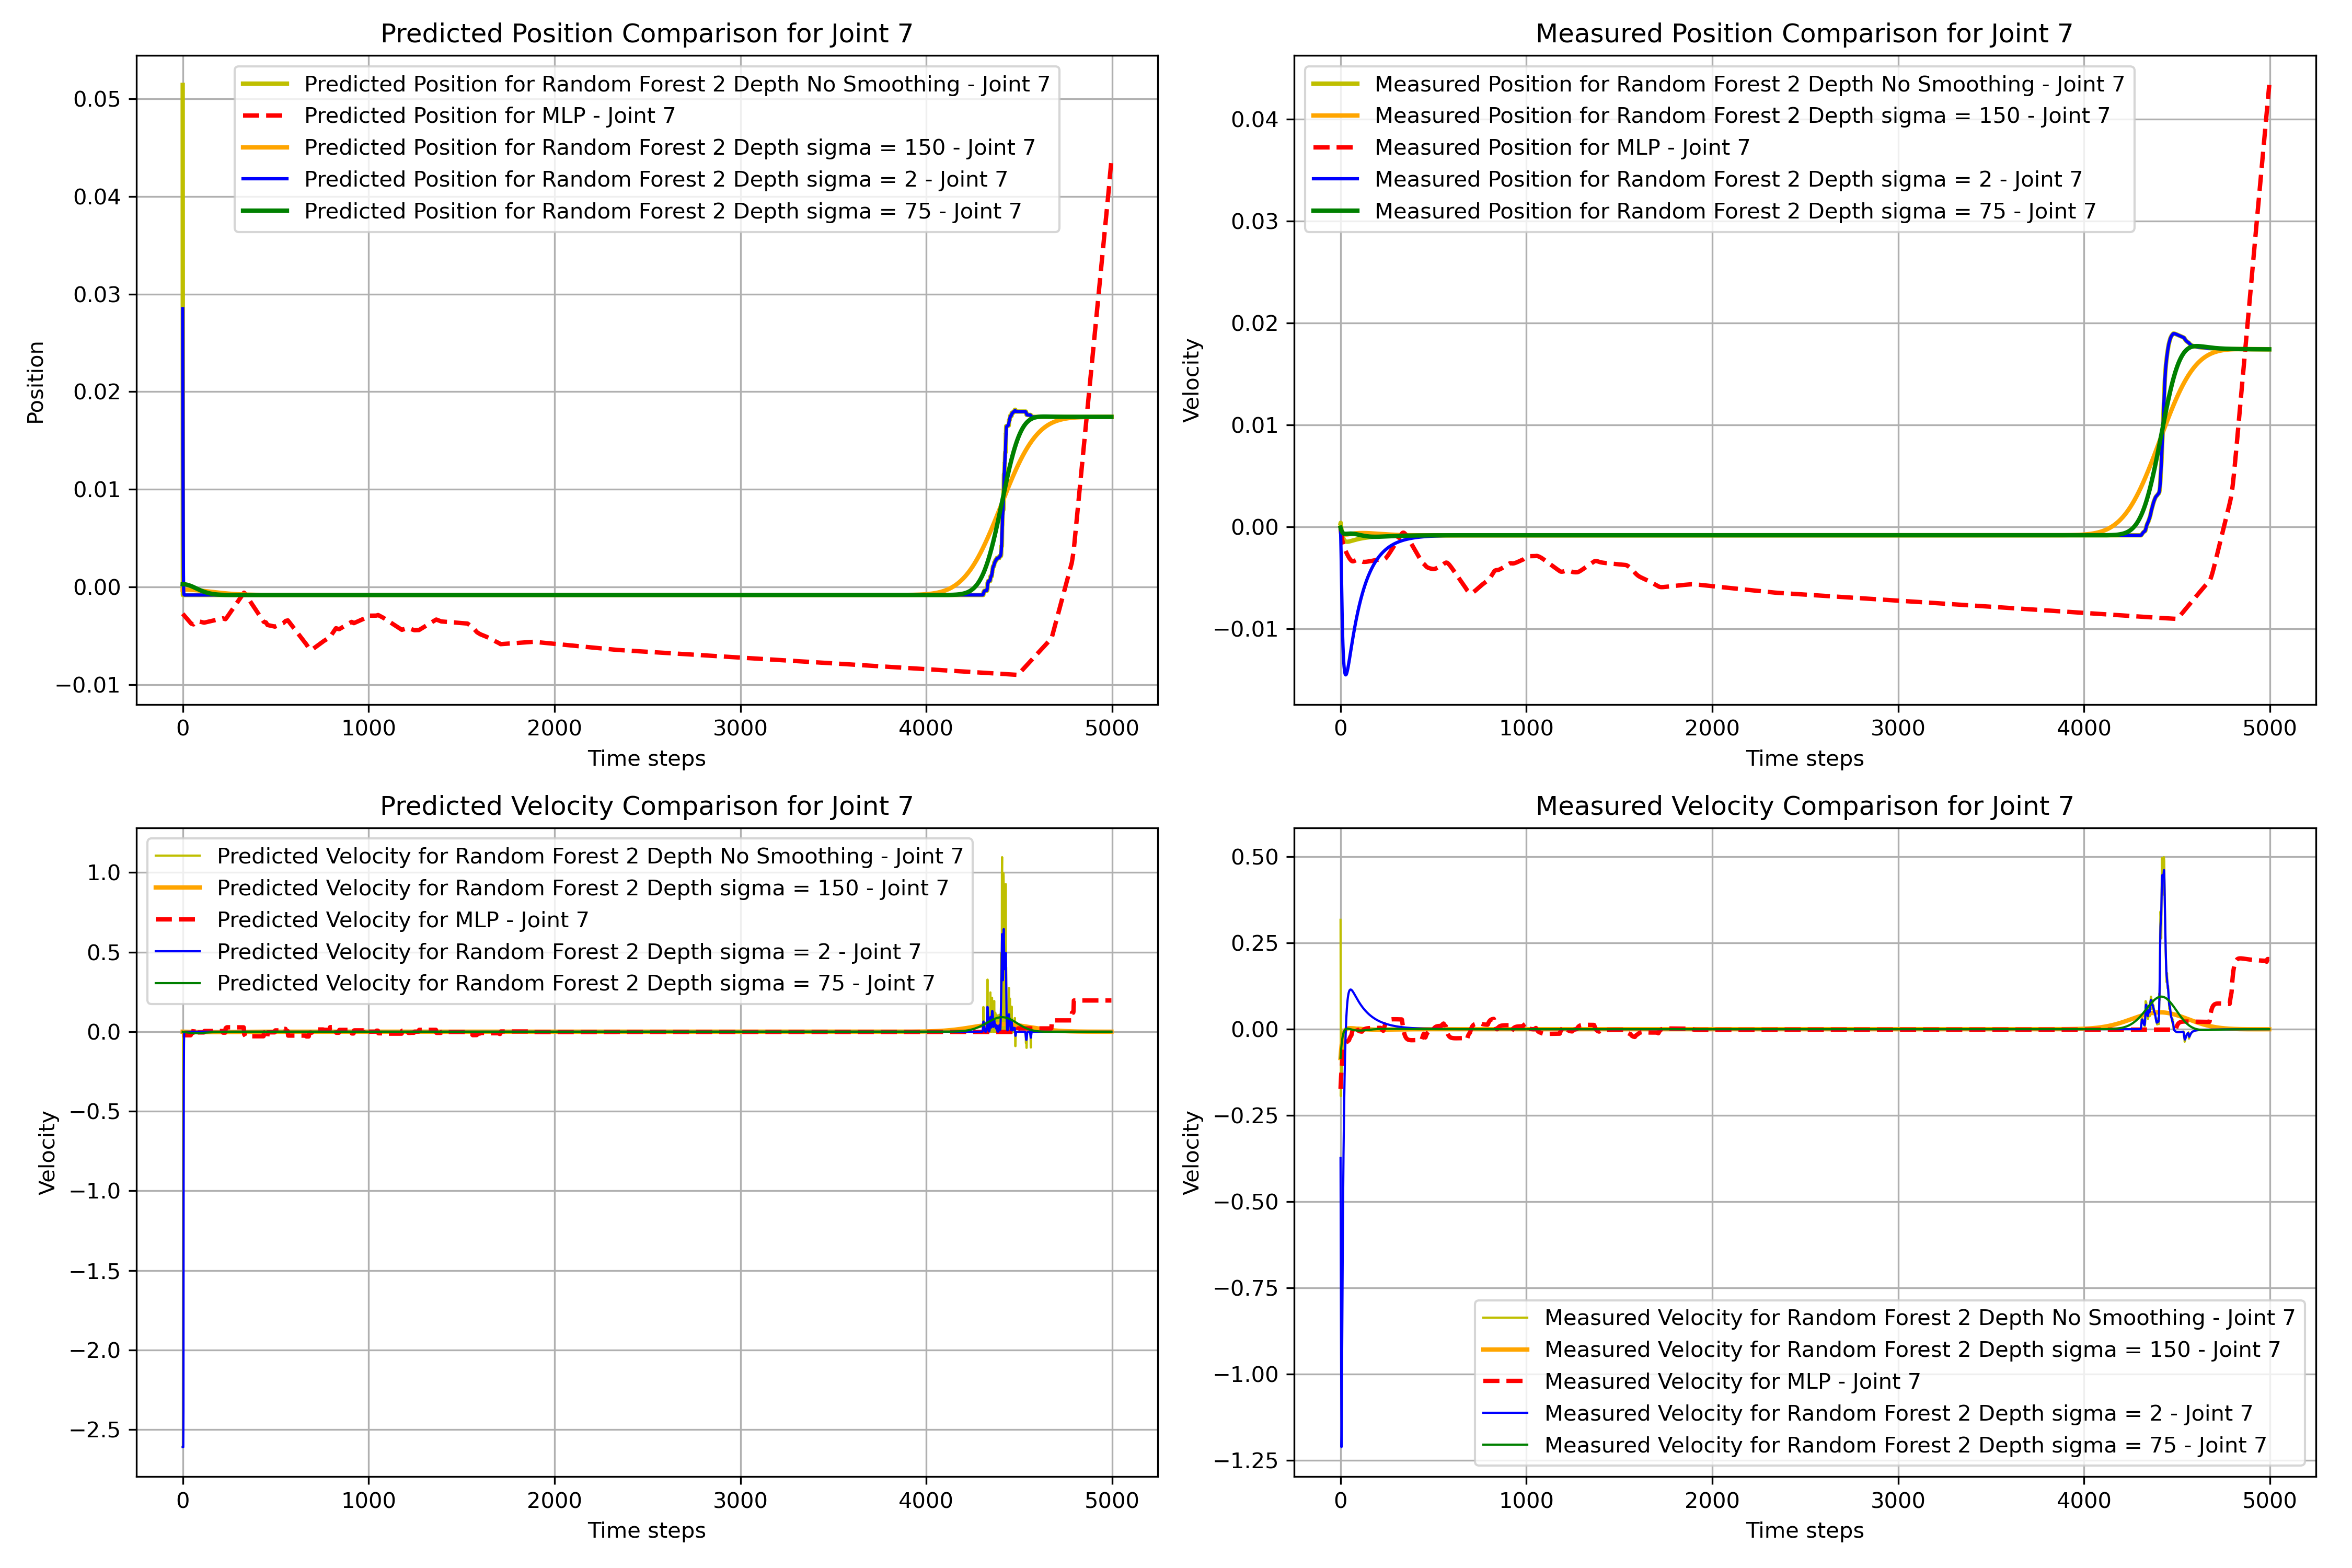 Predicted Position Comparison for Joint 7
Position
0.05
0.04
0.03
0.02
0.01
0.00
−0.01
Predicted Position for Random Forest 2 Depth No Smoothing - Joint 7
Predicted Position for MLP - Joint 7
Predicted Position for Random Forest 2 Depth sigma = 150 - Joint 7
Predicted Position for Random Forest 2 Depth sigma = 2 - Joint 7
Predicted Position for Random Forest 2 Depth sigma = 75 - Joint 7
0 1000 2000 3000 4000 5000
Time steps
Measured Position Comparison for Joint 7
Velocity
0.04
0.03
0.02
0.01
0.00
−0.01
Measured Position for Random Forest 2 Depth No Smoothing - Joint 7
Measured Position for Random Forest 2 Depth sigma = 150 - Joint 7
Measured Position for MLP - Joint 7
Measured Position for Random Forest 2 Depth sigma = 2 - Joint 7
Measured Position for Random Forest 2 Depth sigma = 75 - Joint 7
0 1000 2000 3000 4000 5000
Time steps
Predicted Velocity Comparison for Joint 7
Velocity
1.0
0.5
0.0
−0.5
−1.0
−1.5
−2.0
−2.5
Predicted Velocity for Random Forest 2 Depth No Smoothing - Joint 7
Predicted Velocity for Random Forest 2 Depth sigma = 150 - Joint 7
Predicted Velocity for MLP - Joint 7
Predicted Velocity for Random Forest 2 Depth sigma = 2 - Joint 7
Predicted Velocity for Random Forest 2 Depth sigma = 75 - Joint 7
0 1000 2000 3000 4000 5000
Time steps
Measured Velocity Comparison for Joint 7
Velocity
0.50
0.25
0.00
−0.25
−0.50
−0.75
−1.00
−1.25
Measured Velocity for Random Forest 2 Depth No Smoothing - Joint 7
Measured Velocity for Random Forest 2 Depth sigma = 150 - Joint 7
Measured Velocity for MLP - Joint 7
Measured Velocity for Random Forest 2 Depth sigma = 2 - Joint 7
Measured Velocity for Random Forest 2 Depth sigma = 75 - Joint 7
0 1000 2000 3000 4000 5000
Time steps